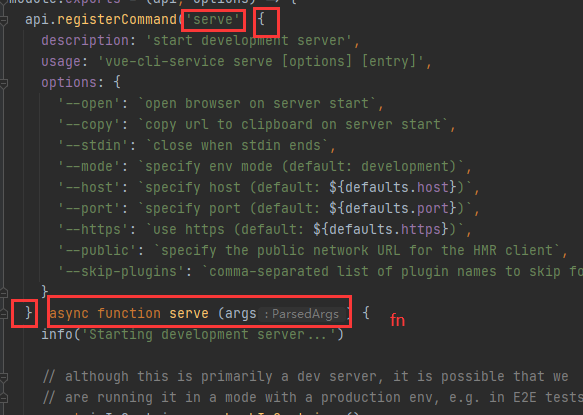 module.exports = (api, options) => {
api.registerCommand('serve', {
description: 'start development server',
usage: 'vue-cli-service serve [options] [entry]',
options: {
'--open': `open browser on server start`,
'--copy': `copy url to clipboard on server start`,
'--stdin': `close when stdin ends`,
'--mode': `specify env mode (default: development)`,
'--host': `specify host (default: ${defaults.host})`,
'--port': `specify port (default: ${defaults.port})`,
'--https': `use https (default: ${defaults.https})`,
'--public': `specify the public network URL for the HMR client`,
'--skip-plugins': `comma-separated list of plugin names to skip fo
}
}, async function serve (args : ParsedArgs ) { fn
info('Starting development server...')
// although this is primarily a dev server, it is possible that we
// are running it in a mode with a production env, e.g. in E2E tests